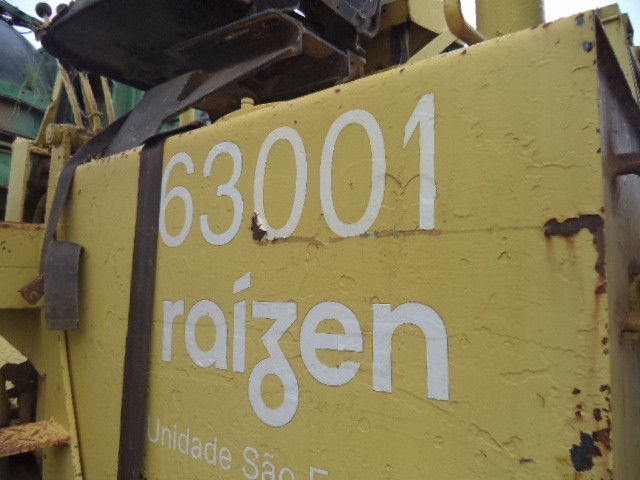 63001
raízen
Unidade São